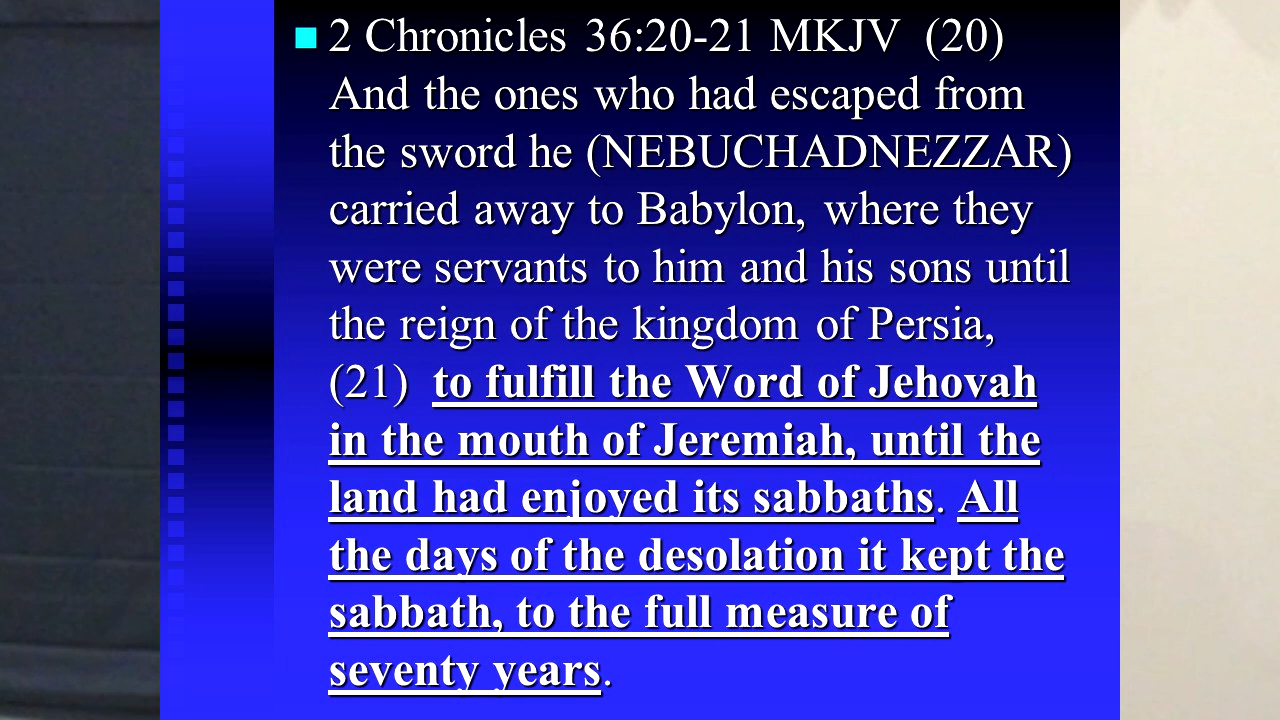 2 Chronicles 36:20-21 MKJV (20)
And the ones who had escaped from
the sword he (NEBUCHADNEZZAR)
carried away to Babylon, where they
were servants to him and his sons until
the reign of the kingdom of Persia,
(21) to fulfill the Word of Jehovah
in the mouth of Jeremiah, until the
land had enjoyed its sabbaths. All
the days of the desolation it kept the
sabbath, to the full measure of
seventy years.